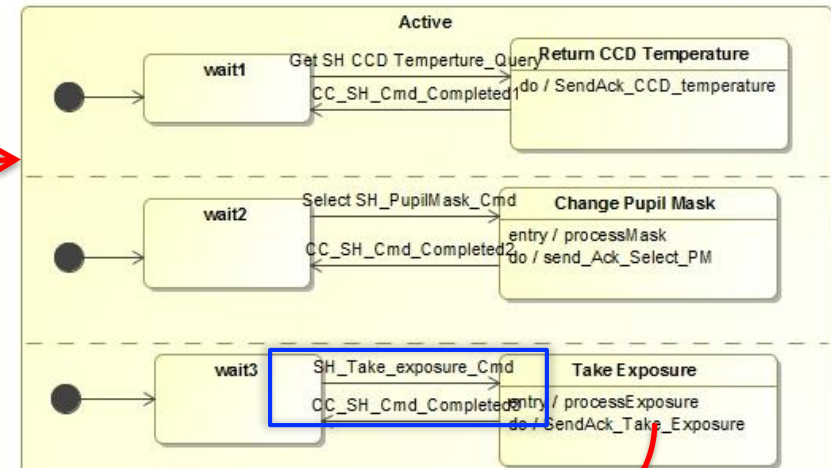 Active
wait1
Get SH CCD Temperture_Query
CC_SH_Cmd_Completed1
Return CCD Temperature
do / SendAck_CCD_temperature
wait2
Select SH_PupilMask_Cmd
CC_SH_Cmd_Completed2
Change Pupil Mask
entry / processMask
do / send_Ack_Select_PM
wait3
SH_Take_exposure_Cmd
CC_SH_Cmd_Completed3
Take Exposure
entry / processExposure
do / SendAck_Take_Exposure